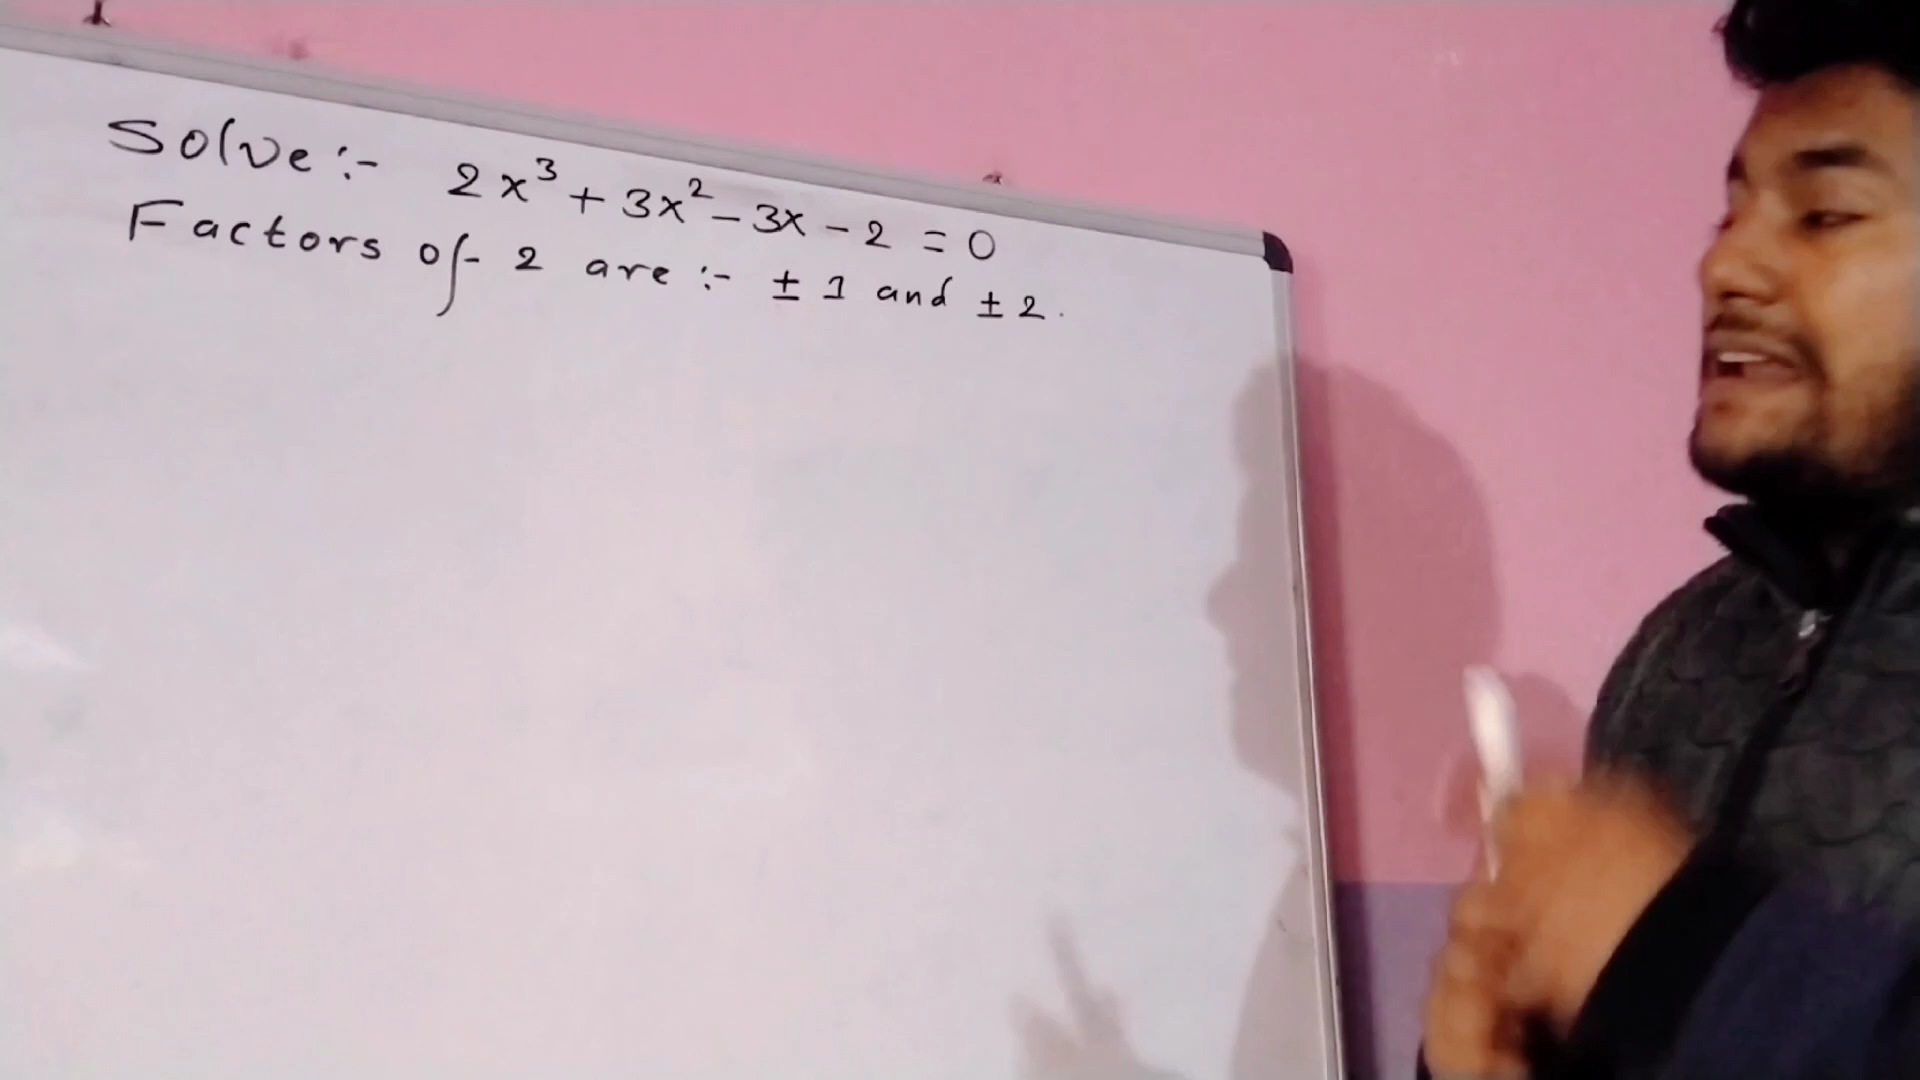 Solve :- 2x³ + 3x² - 3x - 2 = 0
Factors of 2 are :- ± 1 and ± 2.